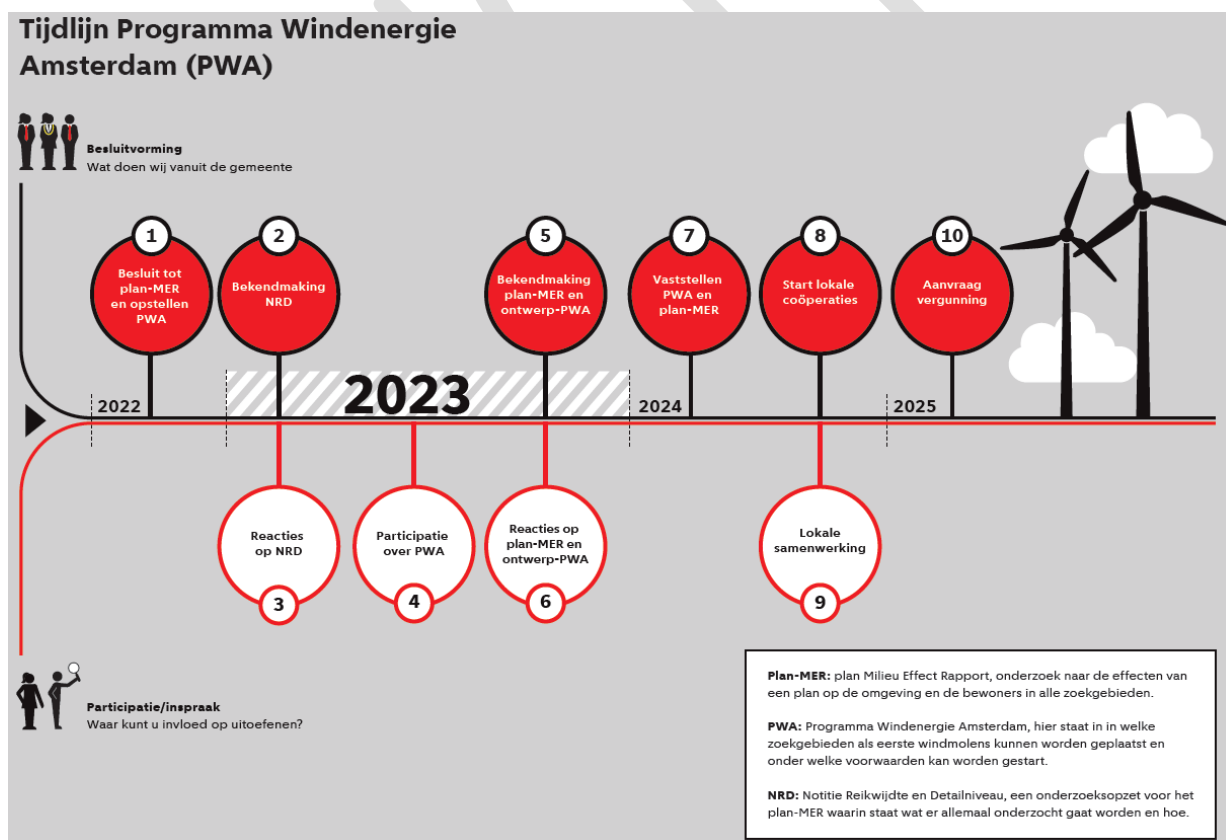 Tijdlijn Programma Windenergie
Amsterdam (PWA)
Besluitvorming
Wat doen wij vanuit de gemeente
1
Besluit tot
plan-MER
en opstellen
PWA
2
Bekendmaking
NRD
5
Bekendmaking
plan-MER en
ontwerp-PWA
7
Vaststellen
PWA en
plan-MER
8
Start lokale
coöperaties
10
Aanvraag
vergunning
2022
2023
2024
2025
Reacties
op NRD
3
Participatie
over PWA
4
Reacties op
plan-MER en
ontwerp-PWA
6
Lokale
samenwerking
9
Participatie/inspraak
Waar kunt u invloed op uitoefenen?
Plan-MER: plan Milieu Effect Rapport, onderzoek naar de effecten van
een plan op de omgeving en de bewoners in alle zoekgebieden.
PWA: Programma Windenergie Amsterdam, hier staat in in welke
zoekgebieden als eerste windmolens kunnen worden geplaatst en
onder welke voorwaarden kan worden gestart.
NRD: Notitie Reikwijdte en Detailniveau, een onderzoeksopzet voor het
plan-MER waarin staat wat er allemaal onderzocht gaat worden en hoe.